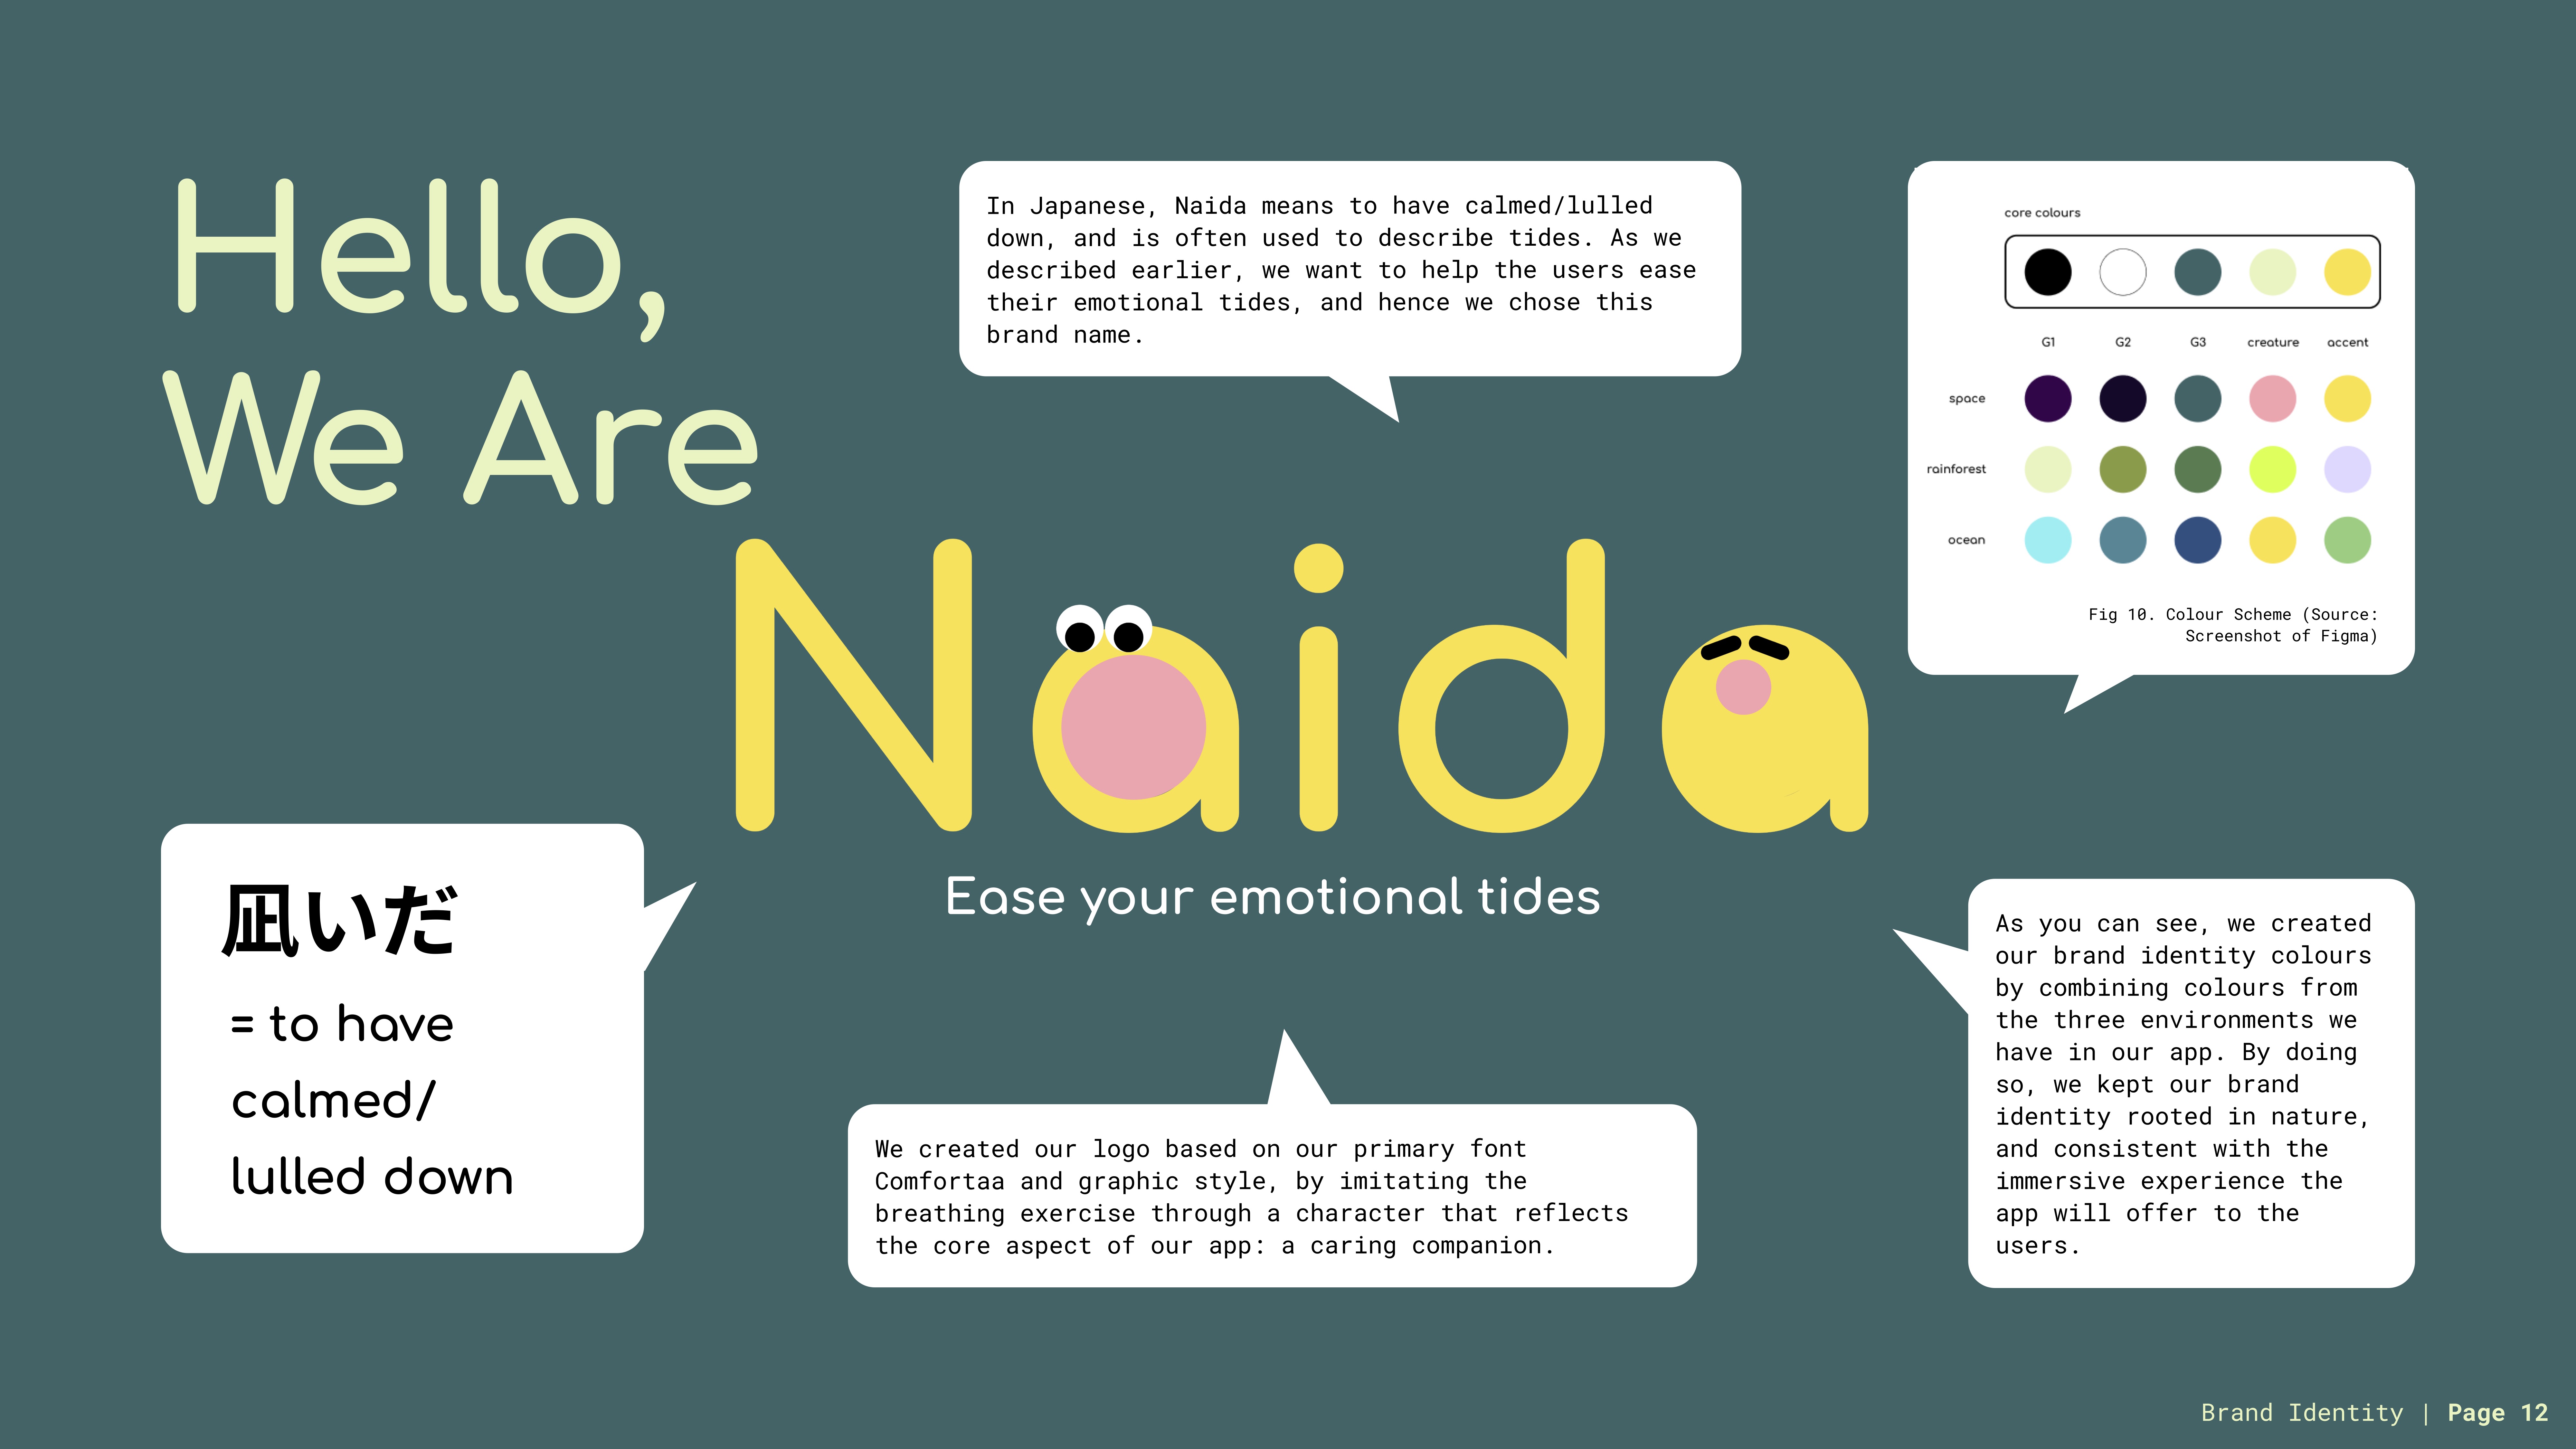 Hello,
We Are
Naida
Ease your emotional tides
In Japanese, Naida means to have calmed/lulled
down, and is often used to describe tides. As we
described earlier, we want to help the users ease
their emotional tides, and hence we chose this
brand name.
core colours
G1 G2 G3 creature accent
space
rainforest
ocean
Fig 10. Colour Scheme (Source:
Screenshot of Figma)
凪いだ
= to have
calmed/
lulled down
We created our logo based on our primary font
Comfortaa and graphic style, by imitating the
breathing exercise through a character that reflects
the core aspect of our app: a caring companion.
As you can see, we created
our brand identity colours
by combining colours from
the three environments we
have in our app. By doing
so, we kept our brand
identity rooted in nature,
and consistent with the
immersive experience the
app will offer to the
users.
Brand Identity | Page 12